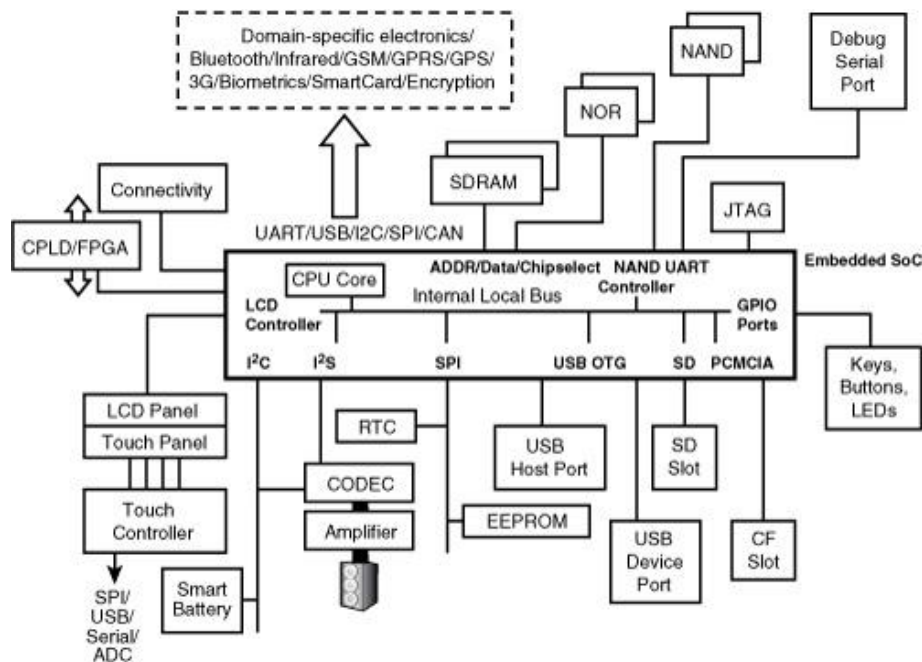 Domain-specific electronics/
Bluetooth/Infrared/GSM/GPRS/GPS/
3G/Biometrics/SmartCard/Encryption
NAND
Debug
Serial
Port
NOR
SDRAM
Connectivity
JTAG
CPLD/FPGA
UART/USB/I2C/SPI/CAN
Embedded SoC
ADDR/Data/Chipselect
NAND UART
Controller
CPU Core
Internal Local Bus
LCD
Controller
GPIO
Ports
I²C
I²S
SPI
USB OTG
SD
PCMCIA
Keys,
Buttons,
LEDs
LCD Panel
Touch Panel
RTC
USB
Host Port
SD
Slot
CODEC
Touch
Controller
Amplifier
EEPROM
USB
Device
Port
CF
Slot
Smart
Battery
SPI/
USB/
Serial/
ADC